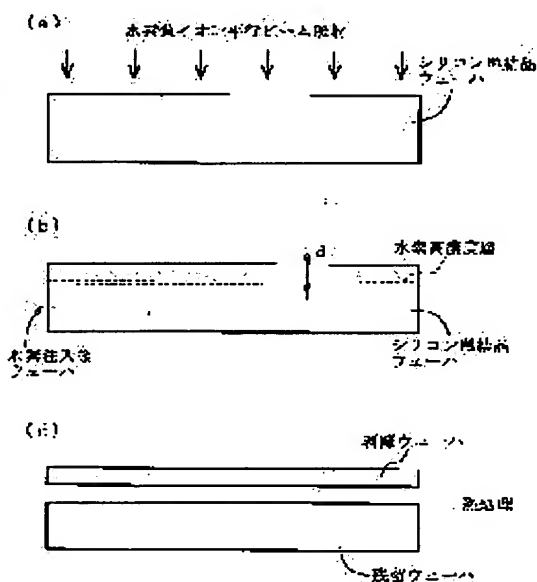 (a)
水素負イオン平行ビーム照射
シリコン単結晶
ウェーハ
(b)
d
水素高濃度層
水素注入後
ウェーハ
シリコン単結晶
ウェーハ
剥離ウェーハ
熱処理
残留ウェーハ